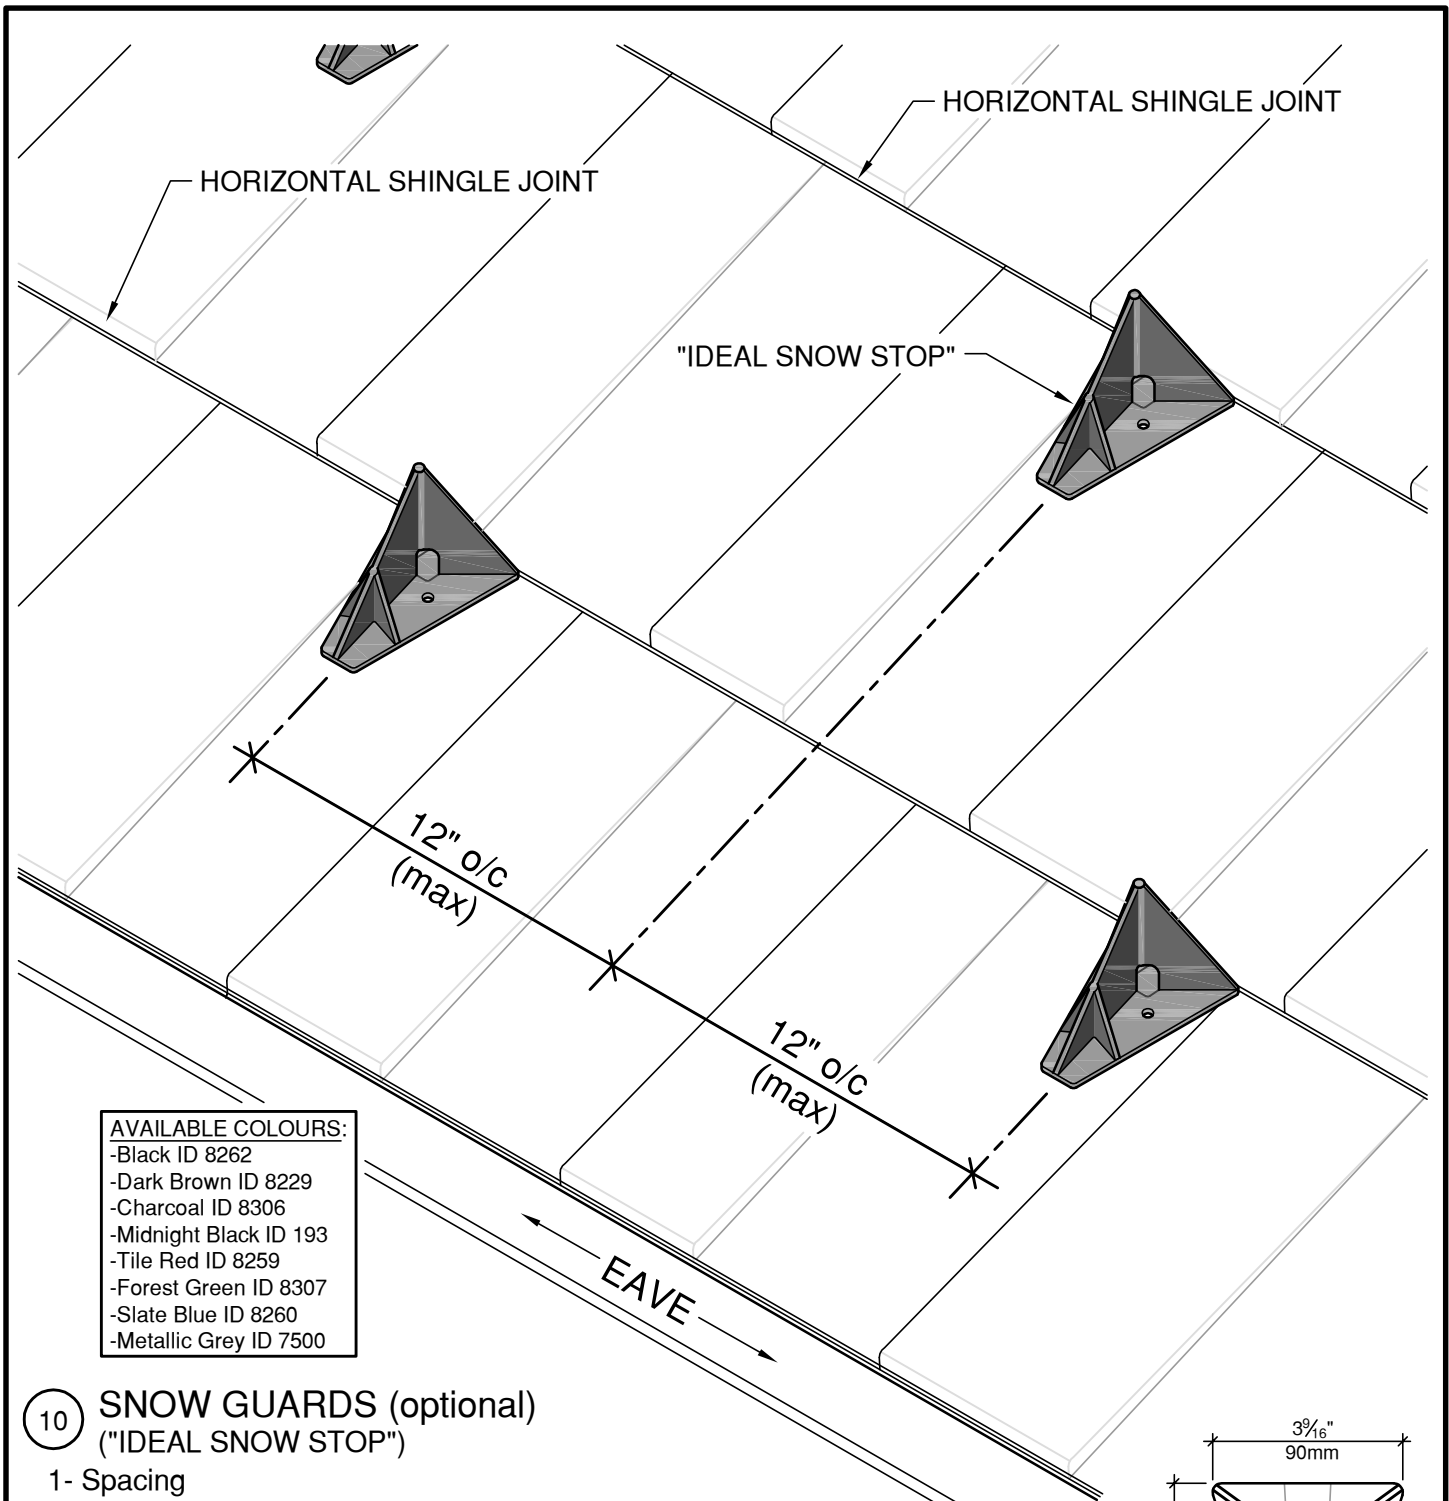 HORIZONTAL SHINGLE JOINT
HORIZONTAL SHINGLE JOINT
"IDEAL SNOW STOP"
12" o/c
(max)
12" o/c
(max)
AVAILABLE COLOURS:
-Black ID 8262
-Dark Brown ID 8229
-Charcoal ID 8306
-Midnight Black ID 193
-Tile Red ID 8259
-Forest Green ID 8307
-Slate Blue ID 8260
-Metallic Grey ID 7500
EAVE
10 SNOW GUARDS (optional)
("IDEAL SNOW STOP")
1- Spacing
3 9⁄16"
90mm